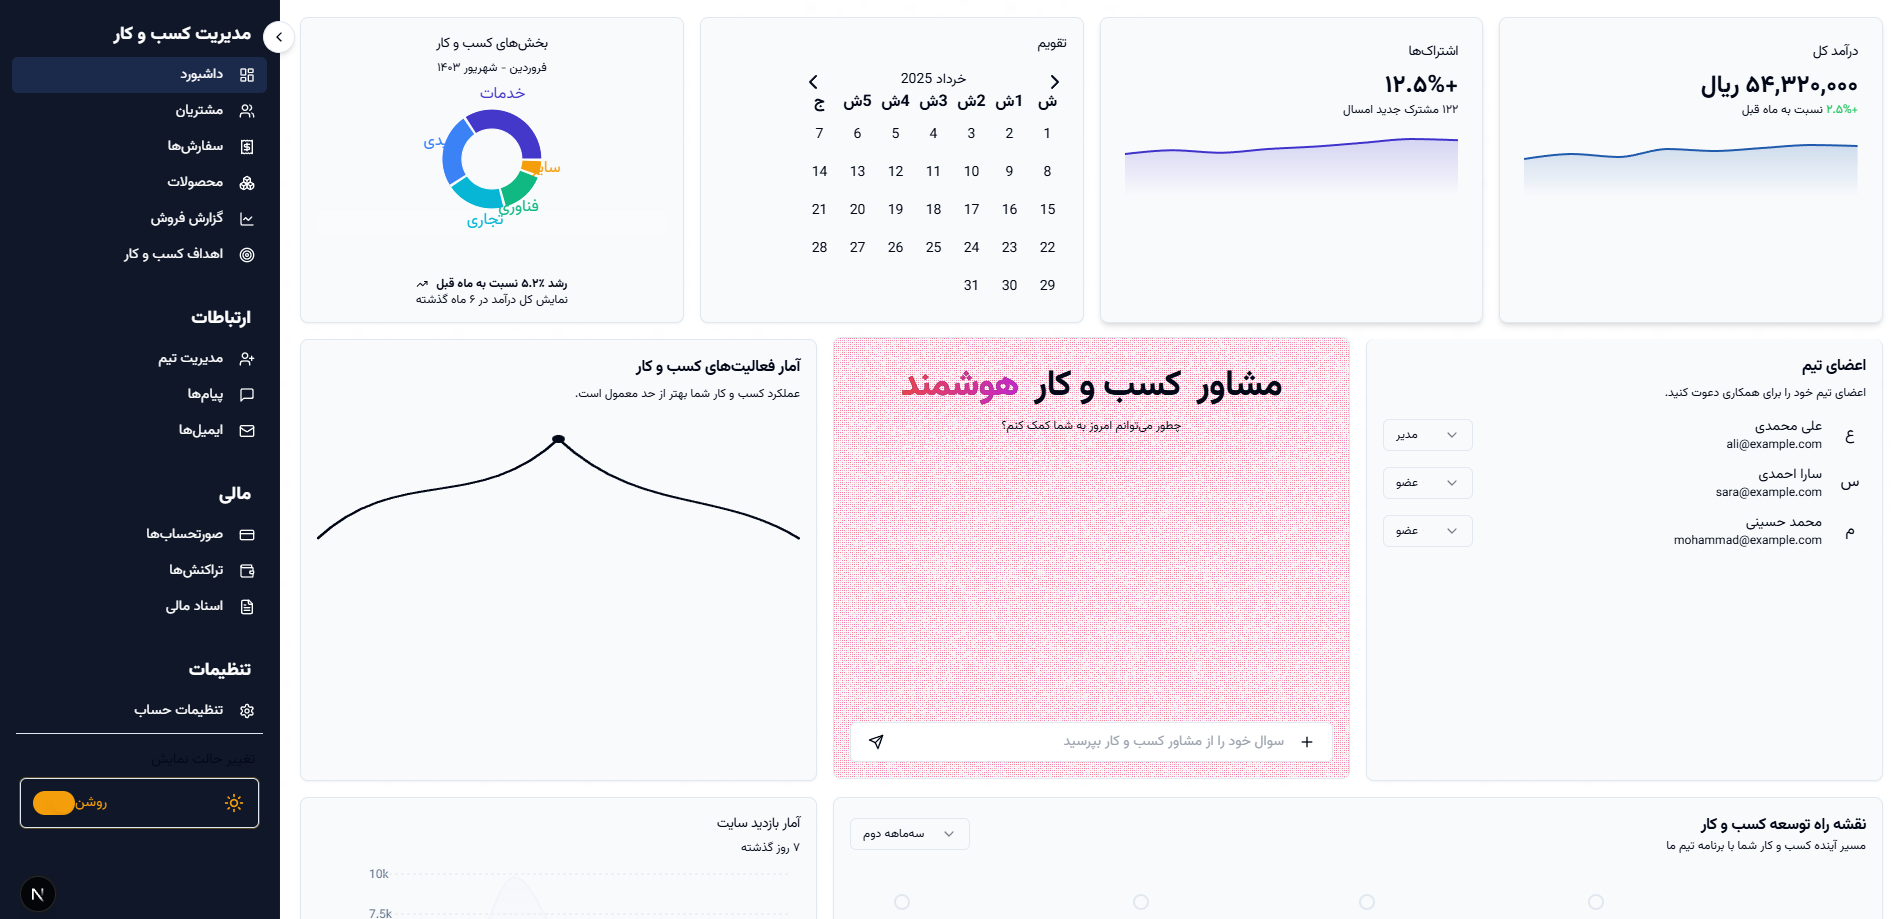 مدیریت کسب و کار
داشبورد
مشتریان
سفارش‌ها
محصولات
گزارش فروش
اهداف کسب و کار
ارتباطات
مدیریت تیم
پیام‌ها
ایمیل‌ها
مالی
صورتحساب‌ها
تراکنش‌ها
اسناد مالی
تنظیمات
تنظیمات حساب
تغییر حالت نمایش
روشن
N
درآمد کل
۵۴,۳۲۰,۰۰۰ ریال
+۲.۵% نسبت به ماه قبل
اشتراک‌ها
+۱۲.۵%
۱۲۲ مشترک جدید امسال
تقویم
خرداد 2025
ش 1ش 2ش 3ش 4ش 5ش ج
1 2 3 4 5 6 7
8 9 10 11 12 13 14
15 16 17 18 19 20 21
22 23 24 25 26 27 28
29 30 31
بخش‌های کسب و کار
فروردین - شهریور ۱۴۰۳
خدمات
فناوری
تجاری
رشد ۵.۲٪ نسبت به ماه قبل
نمایش کل درآمد در ۶ ماه گذشته
اعضای تیم
اعضای تیم خود را برای همکاری دعوت کنید.
ع
علی محمدی
ali@example.com
مدیر
س
سارا احمدی
sara@example.com
عضو
م
محمد حسینی
mohammad@example.com
عضو
مشاور کسب و کار هوشمند
چطور می‌توانم امروز به شما کمک کنم؟
سوال خود را از مشاور کسب و کار بپرسید
آمار فعالیت‌های کسب و کار
عملکرد کسب و کار شما بهتر از حد معمول است.
نقشه راه توسعه کسب و کار
مسیر آینده کسب و کار شما با برنامه تیم ما
سه‌ماهه دوم
آمار بازدید سایت
۷ روز گذشته
10k
7.5k